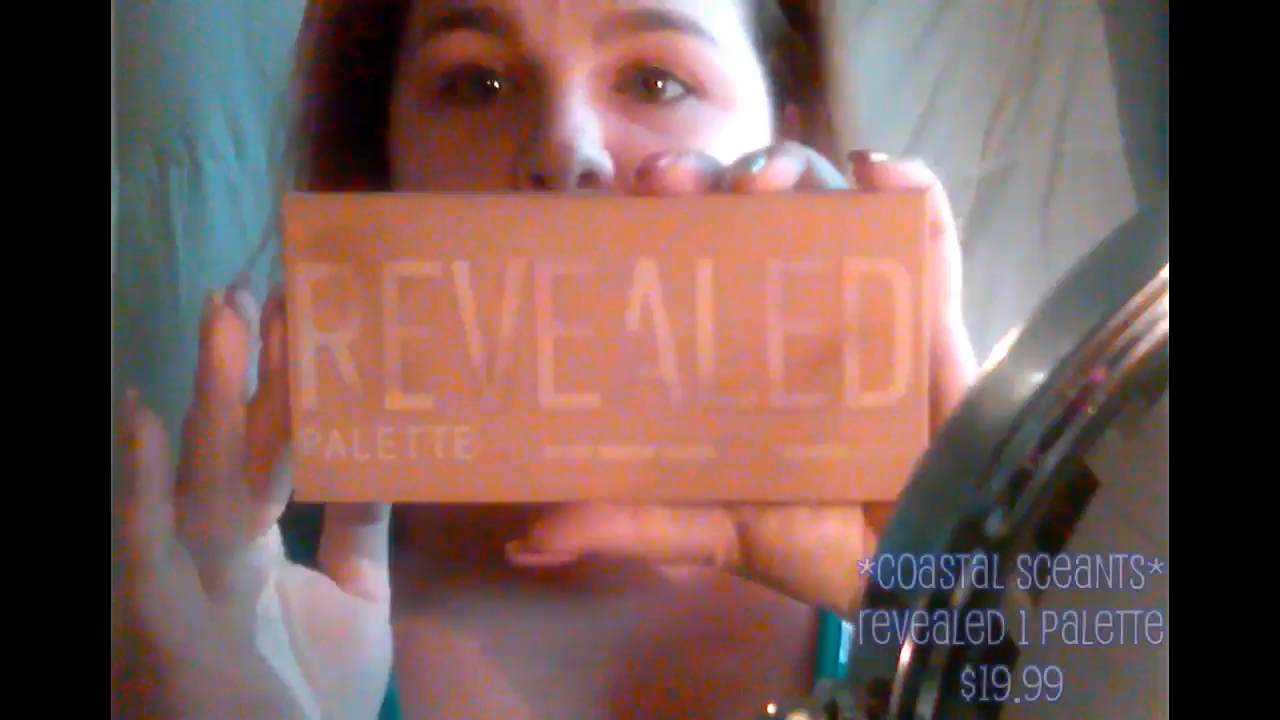 REVEALED
PALETTE
*COASTAL SCEANTS*
REVEALED 1 PALETTE
$19.99